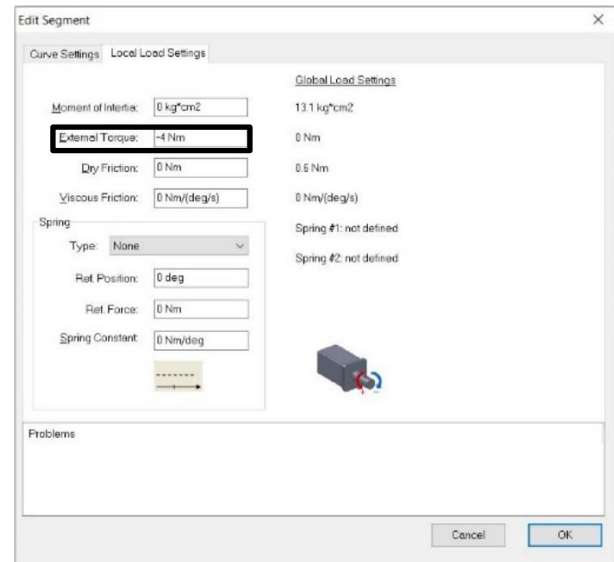 Edit Segment
Curve Settings Local Load Settings
Global Load Settings
Moment of Intertia: 0 kg*cm2 13.1 kg*cm2
External Torque: -4 Nm 0 Nm
Dry Friction: 0 Nm 0.6 Nm
Viscous Friction: 0 Nm/(deg/s) 0 Nm/(deg/s)
Spring Spring #1: not defined
Type: None Spring #2: not defined
Ref. Position: 0 deg
Ref. Force: 0 Nm
Spring Constant: 0 Nm/deg
Problems
Cancel OK